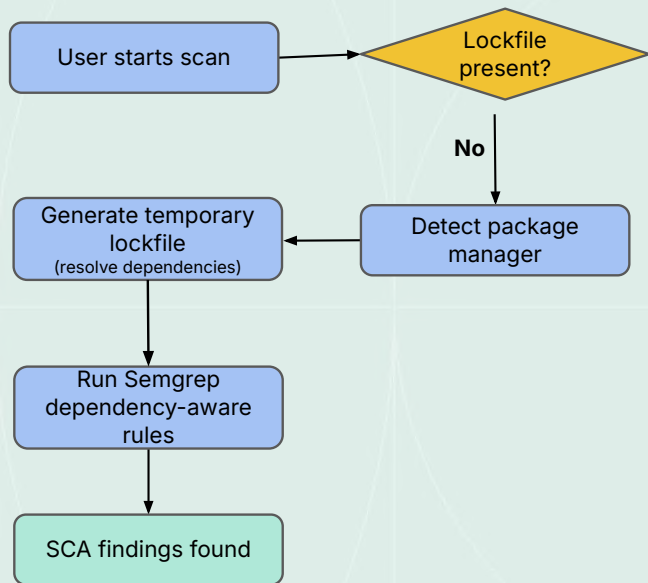 User starts scan
Lockfile
present?
No
Detect package
manager
Generate temporary
lockfile
(resolve dependencies)
Run Semgrep
dependency-aware
rules
SCA findings found